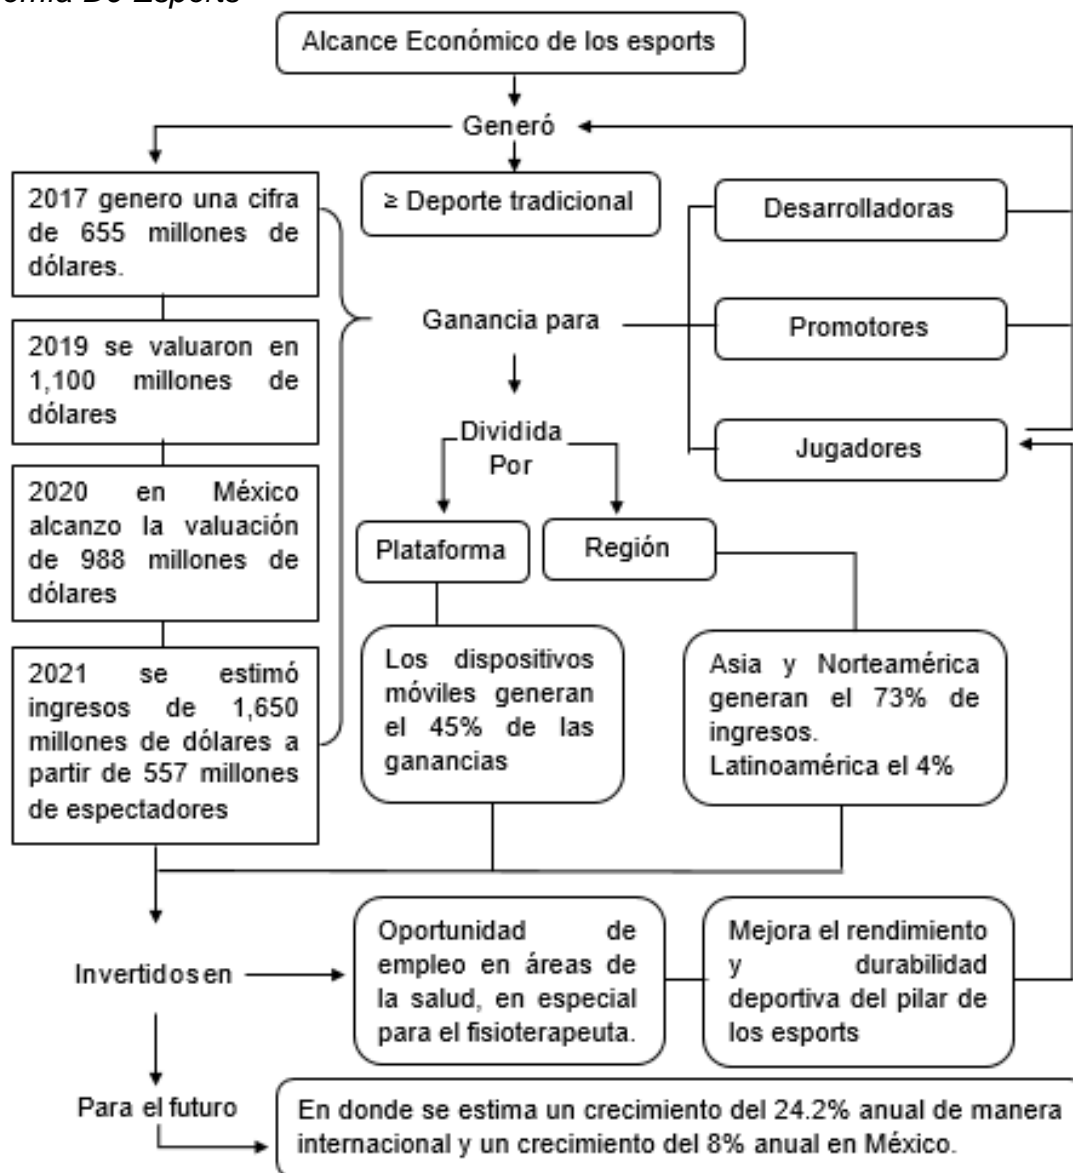 De Esports
Alcance Económico de los esports
Generó
2017 genero una cifra
de 655 millones de
dólares.
≥ Deporte tradicional
Desarrolladoras
Ganancia para
Promotores
2019 se valuaron en
1,100 millones de
dólares
Dividida
Por
Jugadores
2020 en México
alcanzo la valuación
de 988 millones de
dólares
Plataforma
Región
2021 se estimó
ingresos de 1,650
millones de dólares a
partir de 557 millones
de espectadores
Los dispositivos
móviles generan
el 45% de las
ganancias
Asia y Norteamérica
generan el 73% de
ingresos.
Latinoamérica el 4%
Invertidos en
Oportunidad de
empleo en áreas de
la salud, en especial
para el fisioterapeuta.
Mejora el rendimiento
y durabilidad
deportiva del pilar de
los esports
Para el futuro
En donde se estima un crecimiento del 24.2% anual de manera
internacional y un crecimiento del 8% anual en México.